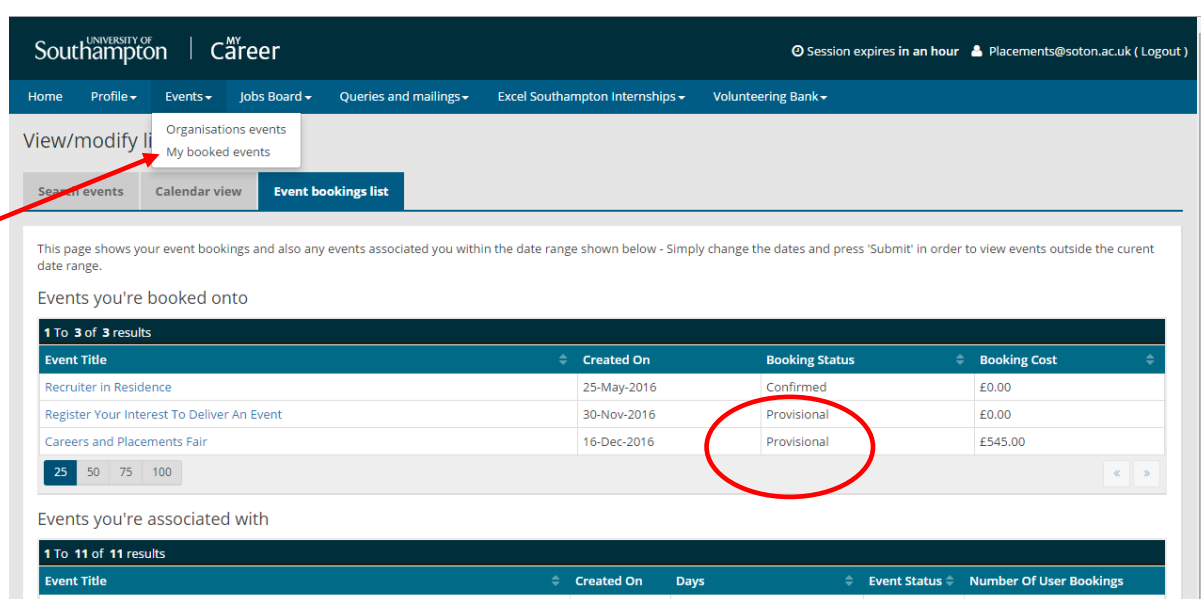 UNIVERSITY OF Southampton | MY Career
Session expires in an hour Placements@soton.ac.uk ( Logout )
Home Profile Events Jobs Board Queries and mailings Excel Southampton Internships Volunteering Bank
Organisations events
View/modify li
My booked events
Search events Calendar view Event bookings list
This page shows your event bookings and also any events associated you within the date range shown below - Simply change the dates and press 'Submit' in order to view events outside the curent
date range.
Events you're booked onto
1 To 3 of 3 results
Event Title Created On Booking Status Booking Cost
Recruiter in Residence 25-May-2016 Confirmed £0.00
Register Your Interest To Deliver An Event 30-Nov-2016 Provisional £0.00
Careers and Placements Fair 16-Dec-2016 Provisional £545.00
25 50 75 100 « »
Events you're associated with
1 To 11 of 11 results
Event Title Created On Days Event Status Number Of User Bookings